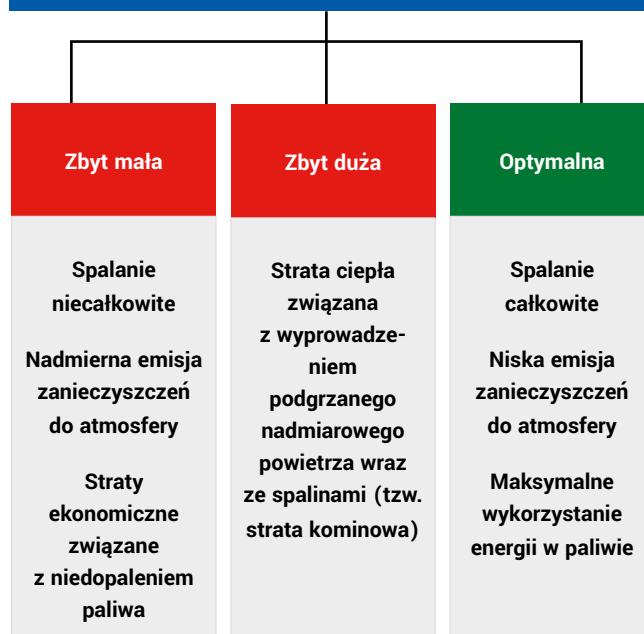 Zbyt mała
Spalanie
niecałkowite
Nadmierna emisja
zanieczyszczeń
do atmosfery
Straty
ekonomiczne
związane
z niedopaleniem
paliwa
Zbyt duża
Strata ciepła
związana
z wyprowadze-
niem
podgrzanego
nadmiarowego
powietrza wraz
ze spalinami (tzw.
strata kominowa)
Optymalna
Spalanie
całkowite
Niska emisja
zanieczyszczeń
do atmosfery
Maksymalne
wykorzystanie
energii w paliwie